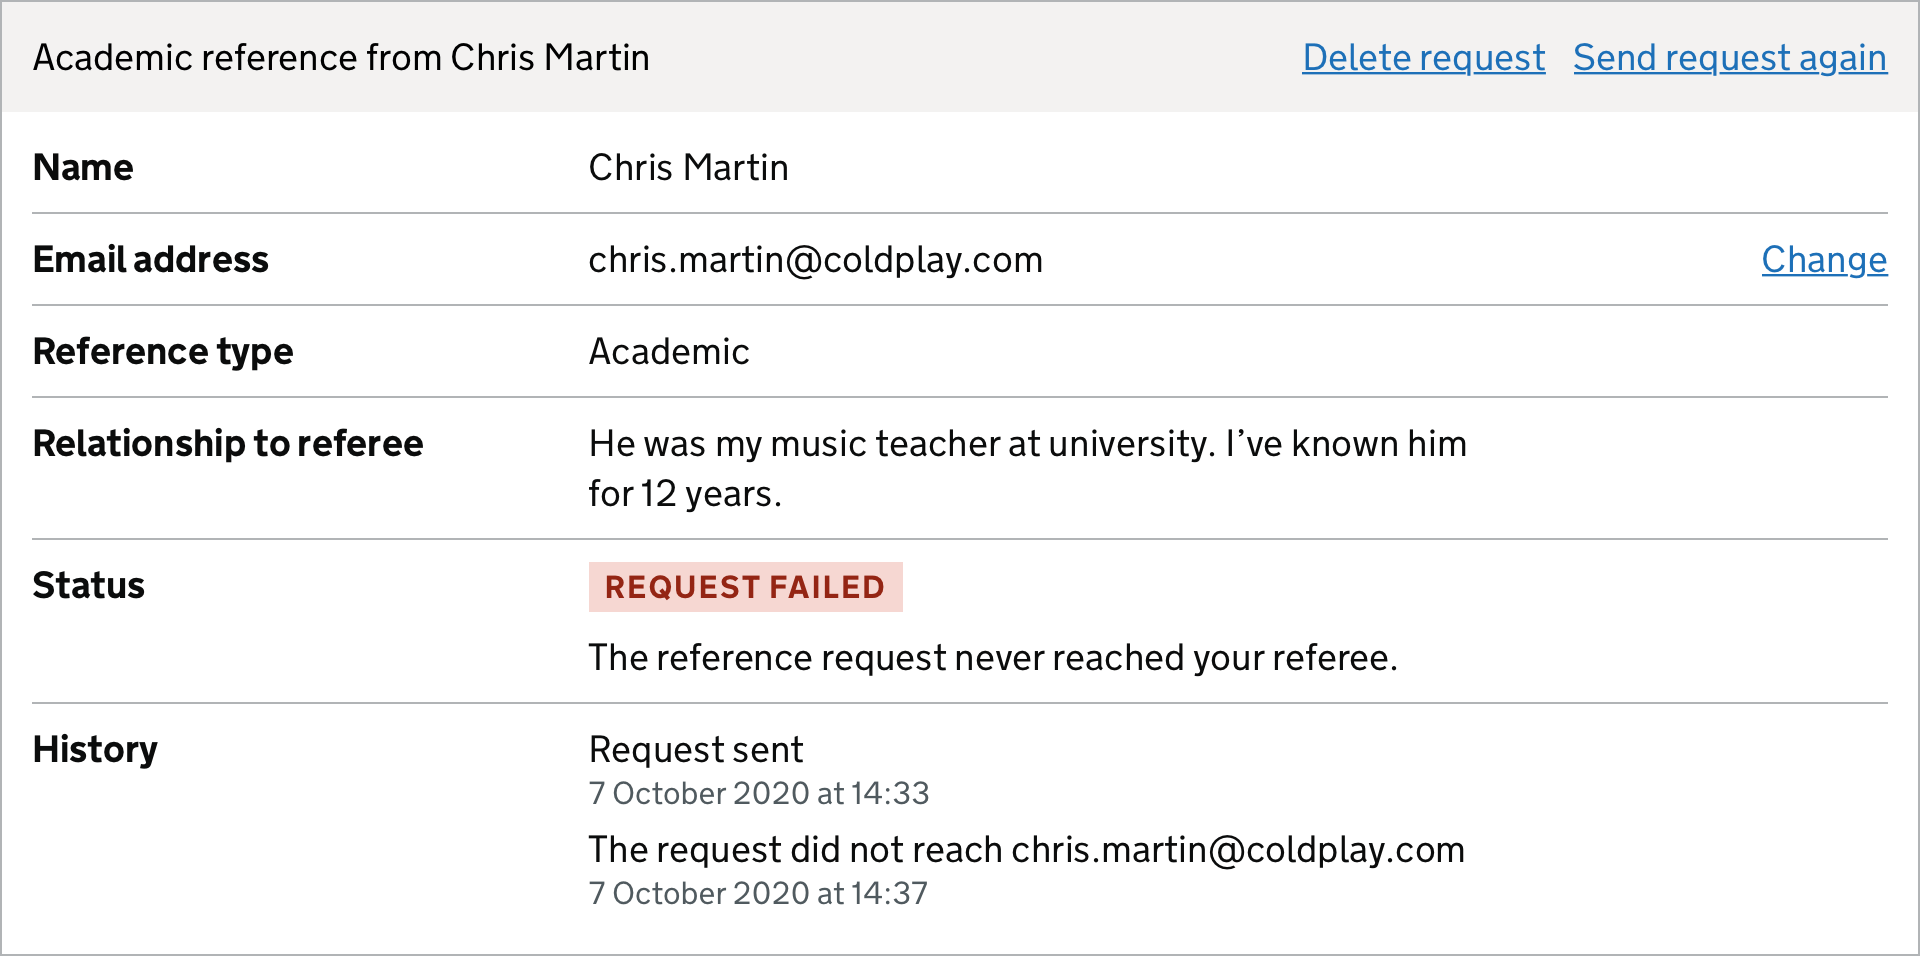 Academic reference from Chris Martin
Delete request
Send request again
Name
Chris Martin
Email address
chris.martin@coldplay.com
Change
Reference type
Academic
Relationship to referee
He was my music teacher at university. I’ve known him
for 12 years.
Status
REQUEST FAILED
The reference request never reached your referee.
History
Request sent
7 October 2020 at 14:33
The request did not reach chris.martin@coldplay.com
7 October 2020 at 14:37